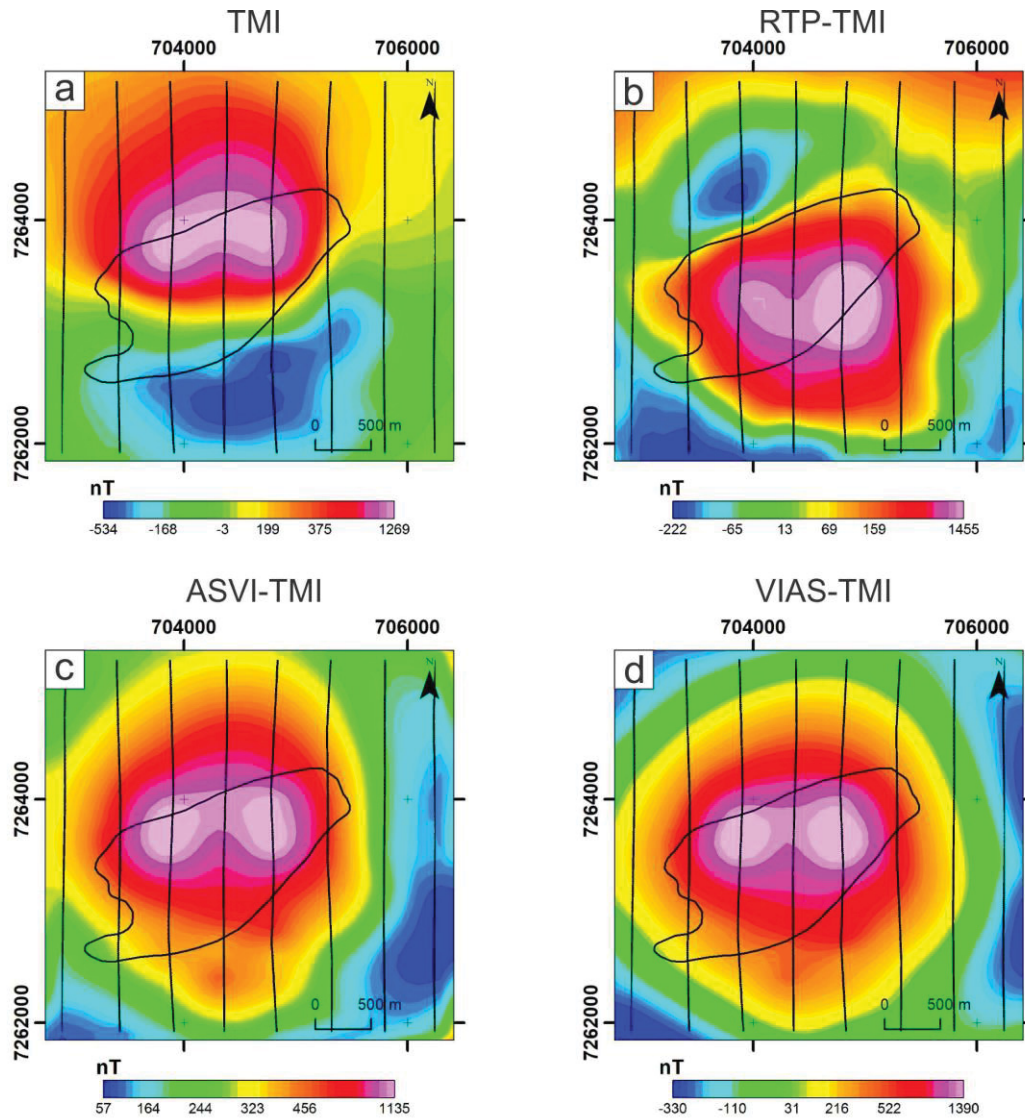 TMI
704000 706000
a
N
7264000
7262000
0 500 m
nT
-534 -168 -3 199 375 1269
RTP-TMI
704000 706000
b
N
7264000
7262000
0 500 m
nT
-222 -65 13 69 159 1455
ASVI-TMI
704000 706000
c
N
7264000
7262000
0 500 m
nT
57 164 244 323 456 1135
VIAS-TMI
704000 706000
d
N
7264000
7262000
0 500 m
nT
-330 -110 31 216 522 1390